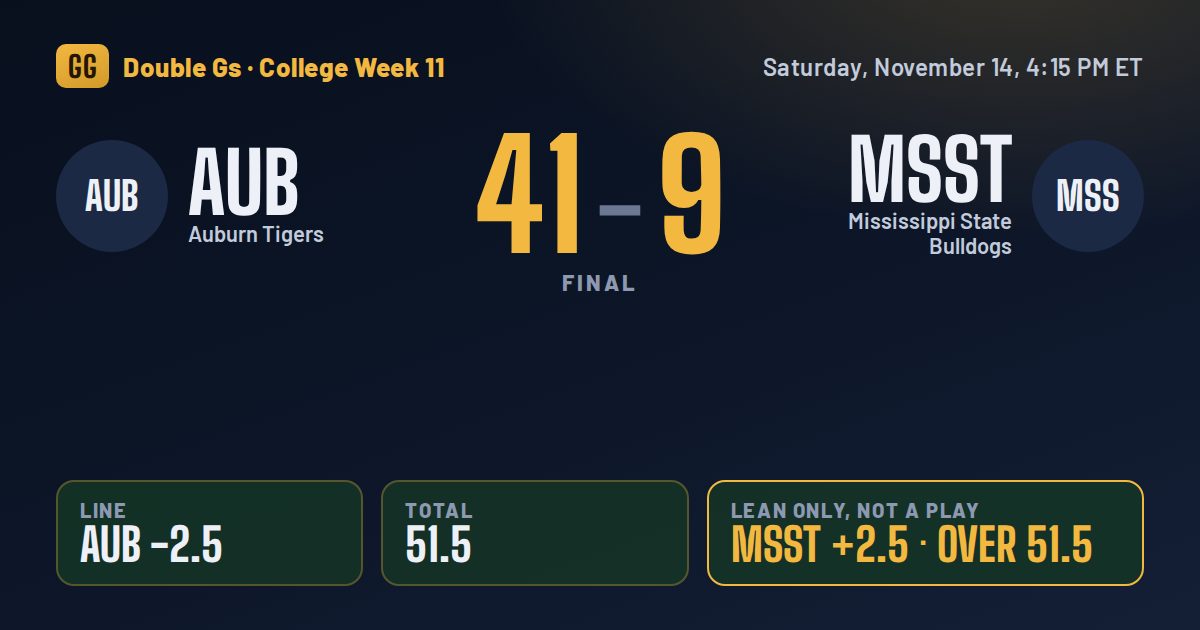 GG Double Gs · College Week 11
Saturday, November 14, 4:15 PM ET
AUB
AUB
Auburn Tigers
41 – 9
FINAL
MSST
Mississippi State
Bulldogs
MSS
LINE
AUB −2.5
TOTAL
51.5
LEAN ONLY, NOT A PLAY
MSST +2.5 · OVER 51.5